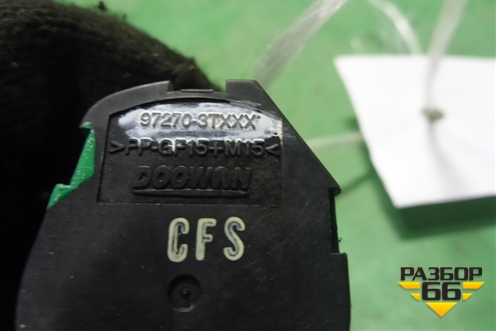 97270-3TXXX
>PP-GF15+M15<
DOOWON
CFS
РАЗБОР
66